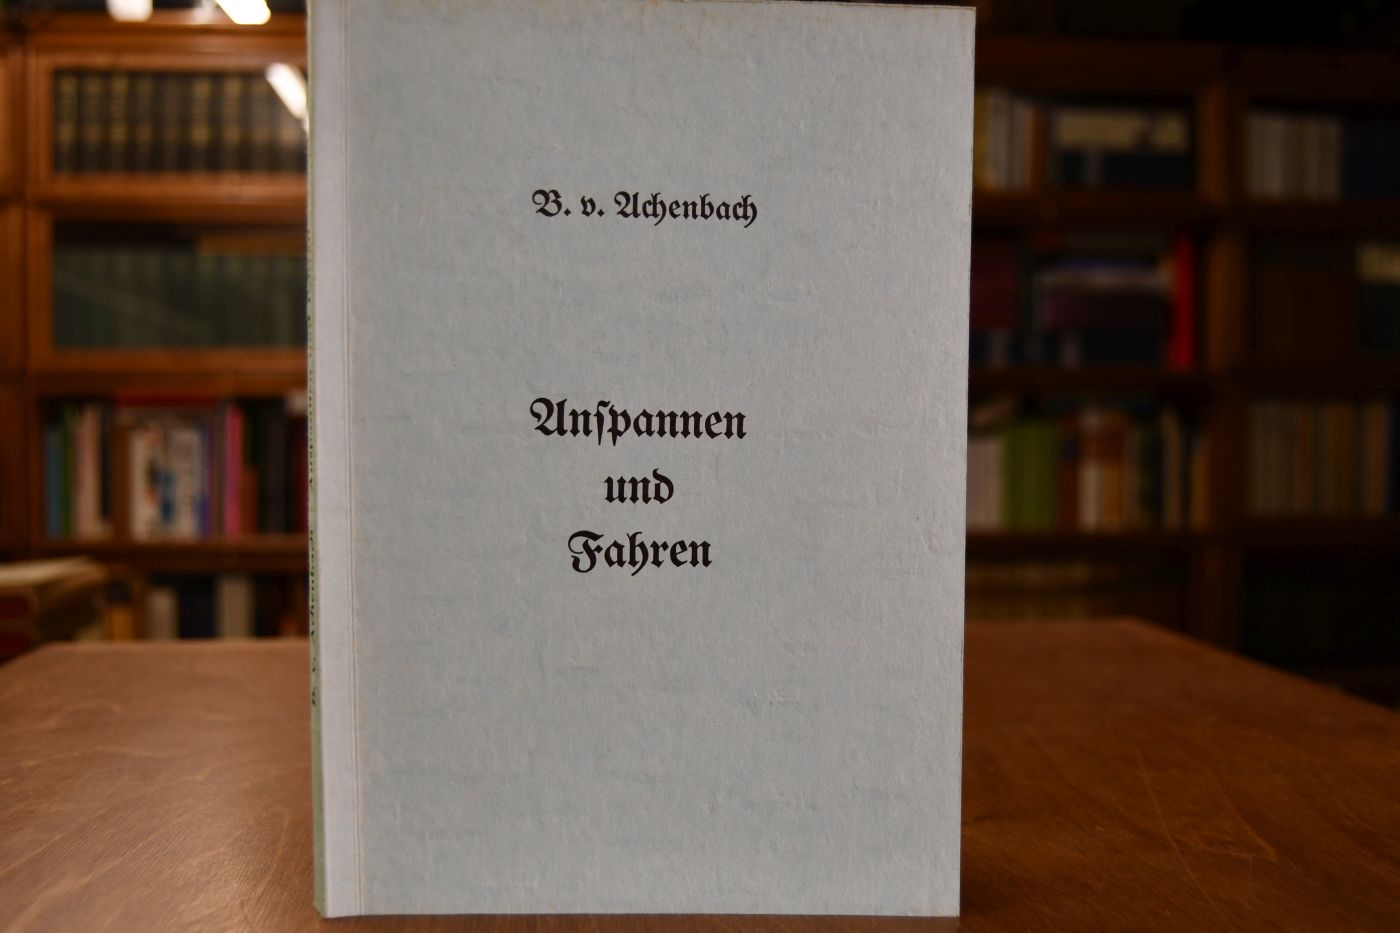 B. v. Achenbach
Anſpannen
und
Fahren